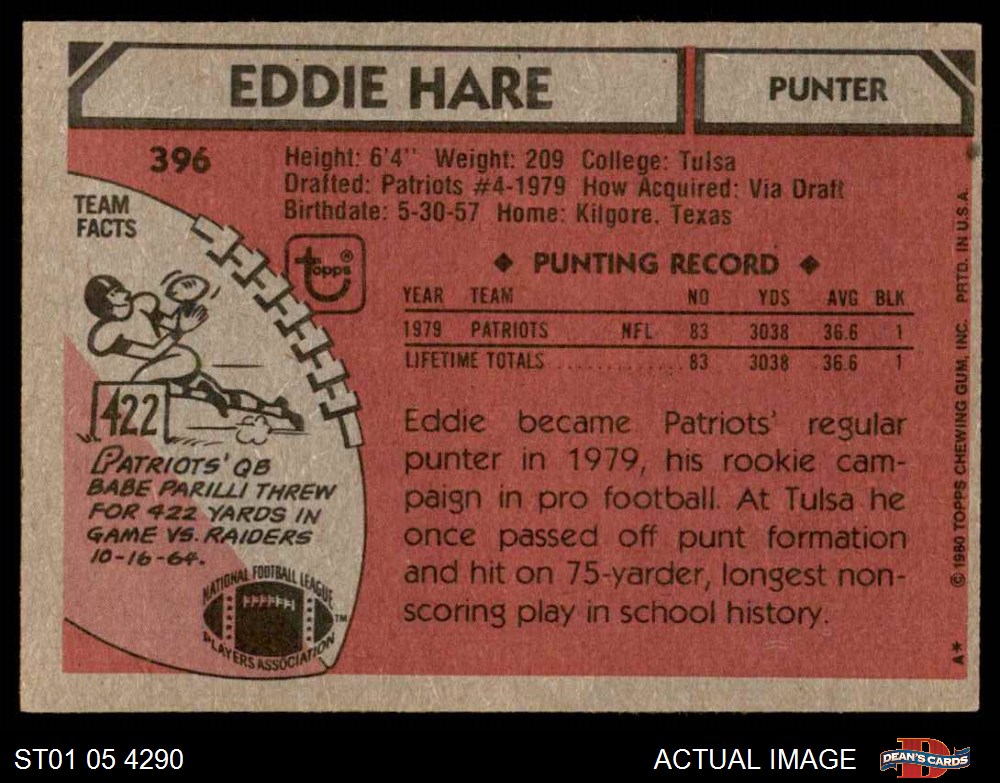 EDDIE HARE
PUNTER
396
Height: 6'4" Weight: 209 College: Tulsa
Drafted: Patriots #4-1979 How Acquired: Via Draft
Birthdate: 5-30-57 Home: Kilgore, Texas
TEAM
FACTS
topps®
◆ PUNTING RECORD ◆
YEAR TEAM NO YDS AVG BLK
1979 PATRIOTS NFL 83 3038 36.6 1
LIFETIME TOTALS ............ 83 3038 36.6 1
422
PATRIOTS' QB
BABE PARILLI THREW
FOR 422 YARDS IN
GAME VS. RAIDERS
10-16-64.
NATIONAL FOOTBALL LEAGUE
PLAYERS ASSOCIATION
TM
Eddie became Patriots' regular
punter in 1979, his rookie cam-
paign in pro football. At Tulsa he
once passed off punt formation
and hit on 75-yarder, longest non-
scoring play in school history.
A* © 1980 TOPPS CHEWING GUM, INC. PRTD. IN U.S.A.
ST01 05 4290
ACTUAL IMAGE
D
DEAN'S CARDS